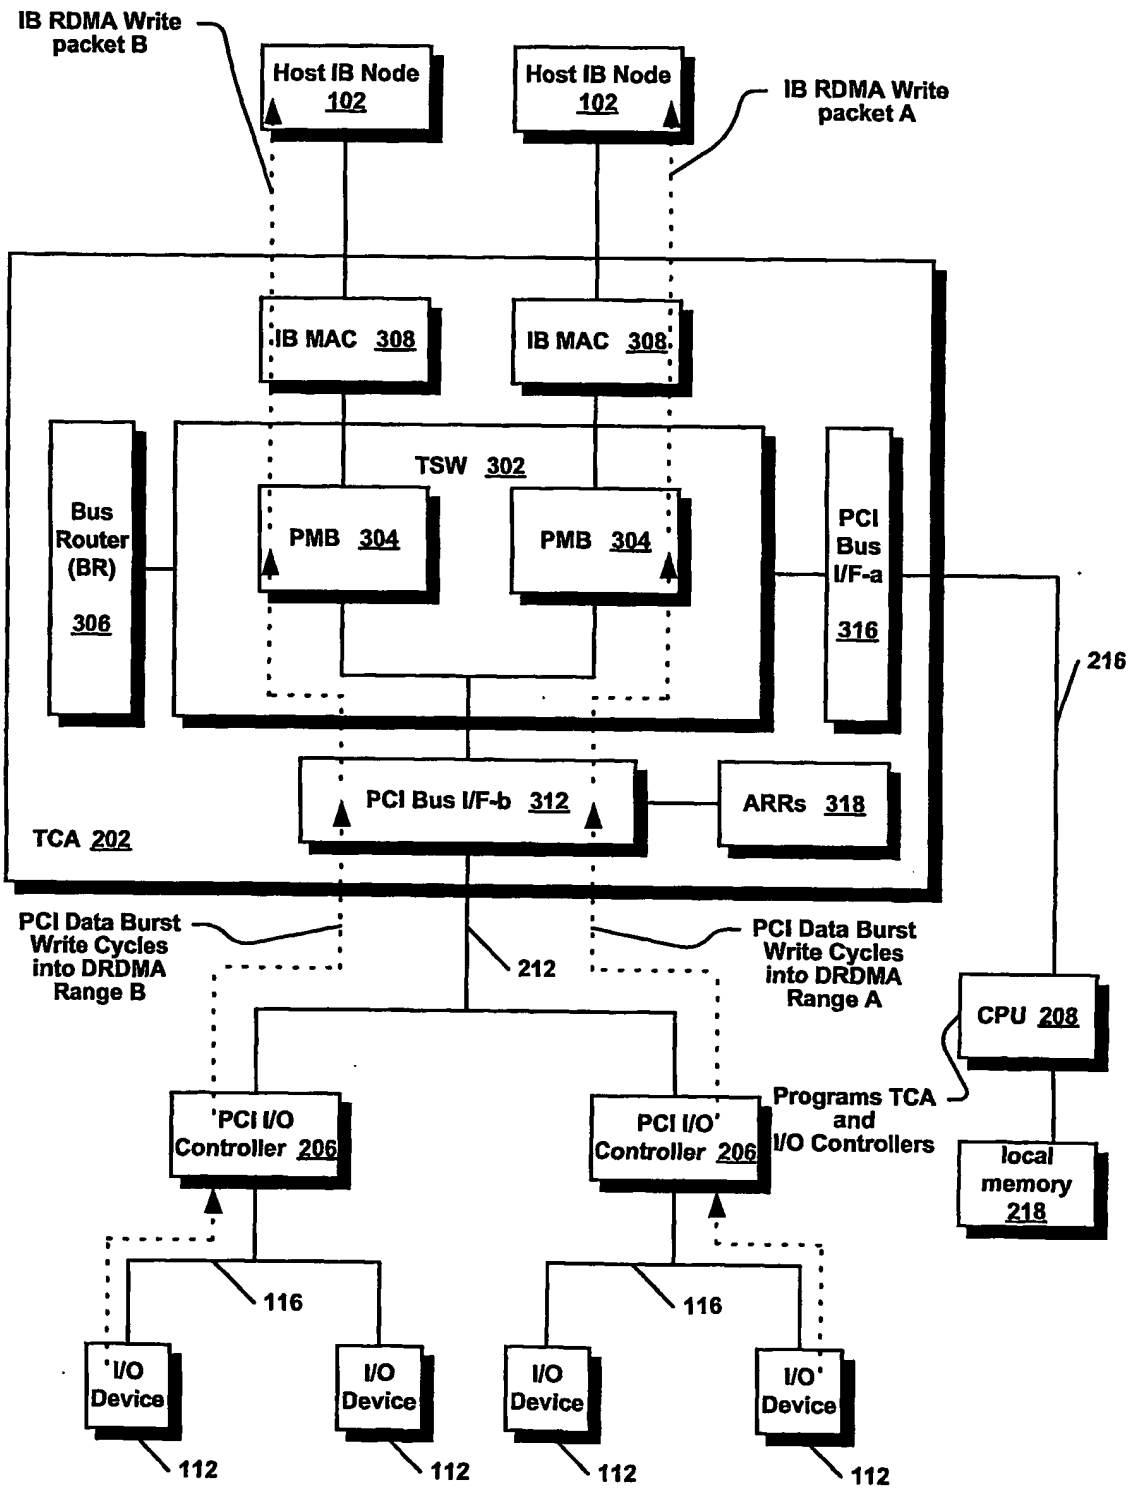 IB RDMA Write
packet B
Host IB Node
102
Host IB Node
102
IB RDMA Write
packet A
IB MAC 308
IB MAC 308
TSW 302
Bus
Router
(BR)
306
PMB 304
PMB 304
PCI
Bus
I/F-a
316
216
PCI Bus I/F-b 312
ARRs 318
TCA 202
PCI Data Burst
Write Cycles
into DRDMA
Range B
212
PCI Data Burst
Write Cycles
into DRDMA
Range A
CPU 208
Programs TCA
and
I/O Controllers
PCI I/O
Controller 206
PCI I/O
Controller 206
local
memory
218
116
116
I/O
Device
I/O
Device
I/O
Device
I/O
Device
112
112
112
112